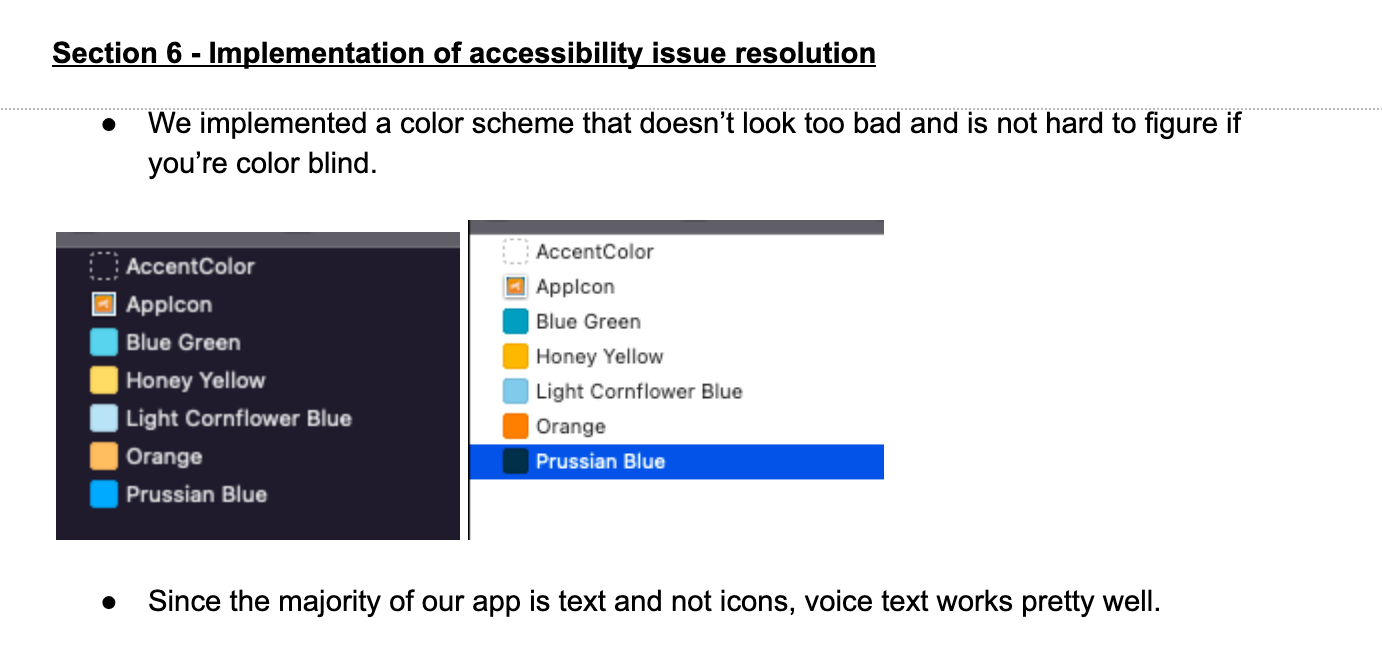 Section 6 - Implementation of accessibility issue resolution
● We implemented a color scheme that doesn’t look too bad and is not hard to figure if
you’re color blind.
AccentColor
AppIcon
Blue Green
Honey Yellow
Light Cornflower Blue
Orange
Prussian Blue
AccentColor
AppIcon
Blue Green
Honey Yellow
Light Cornflower Blue
Orange
Prussian Blue
● Since the majority of our app is text and not icons, voice text works pretty well.